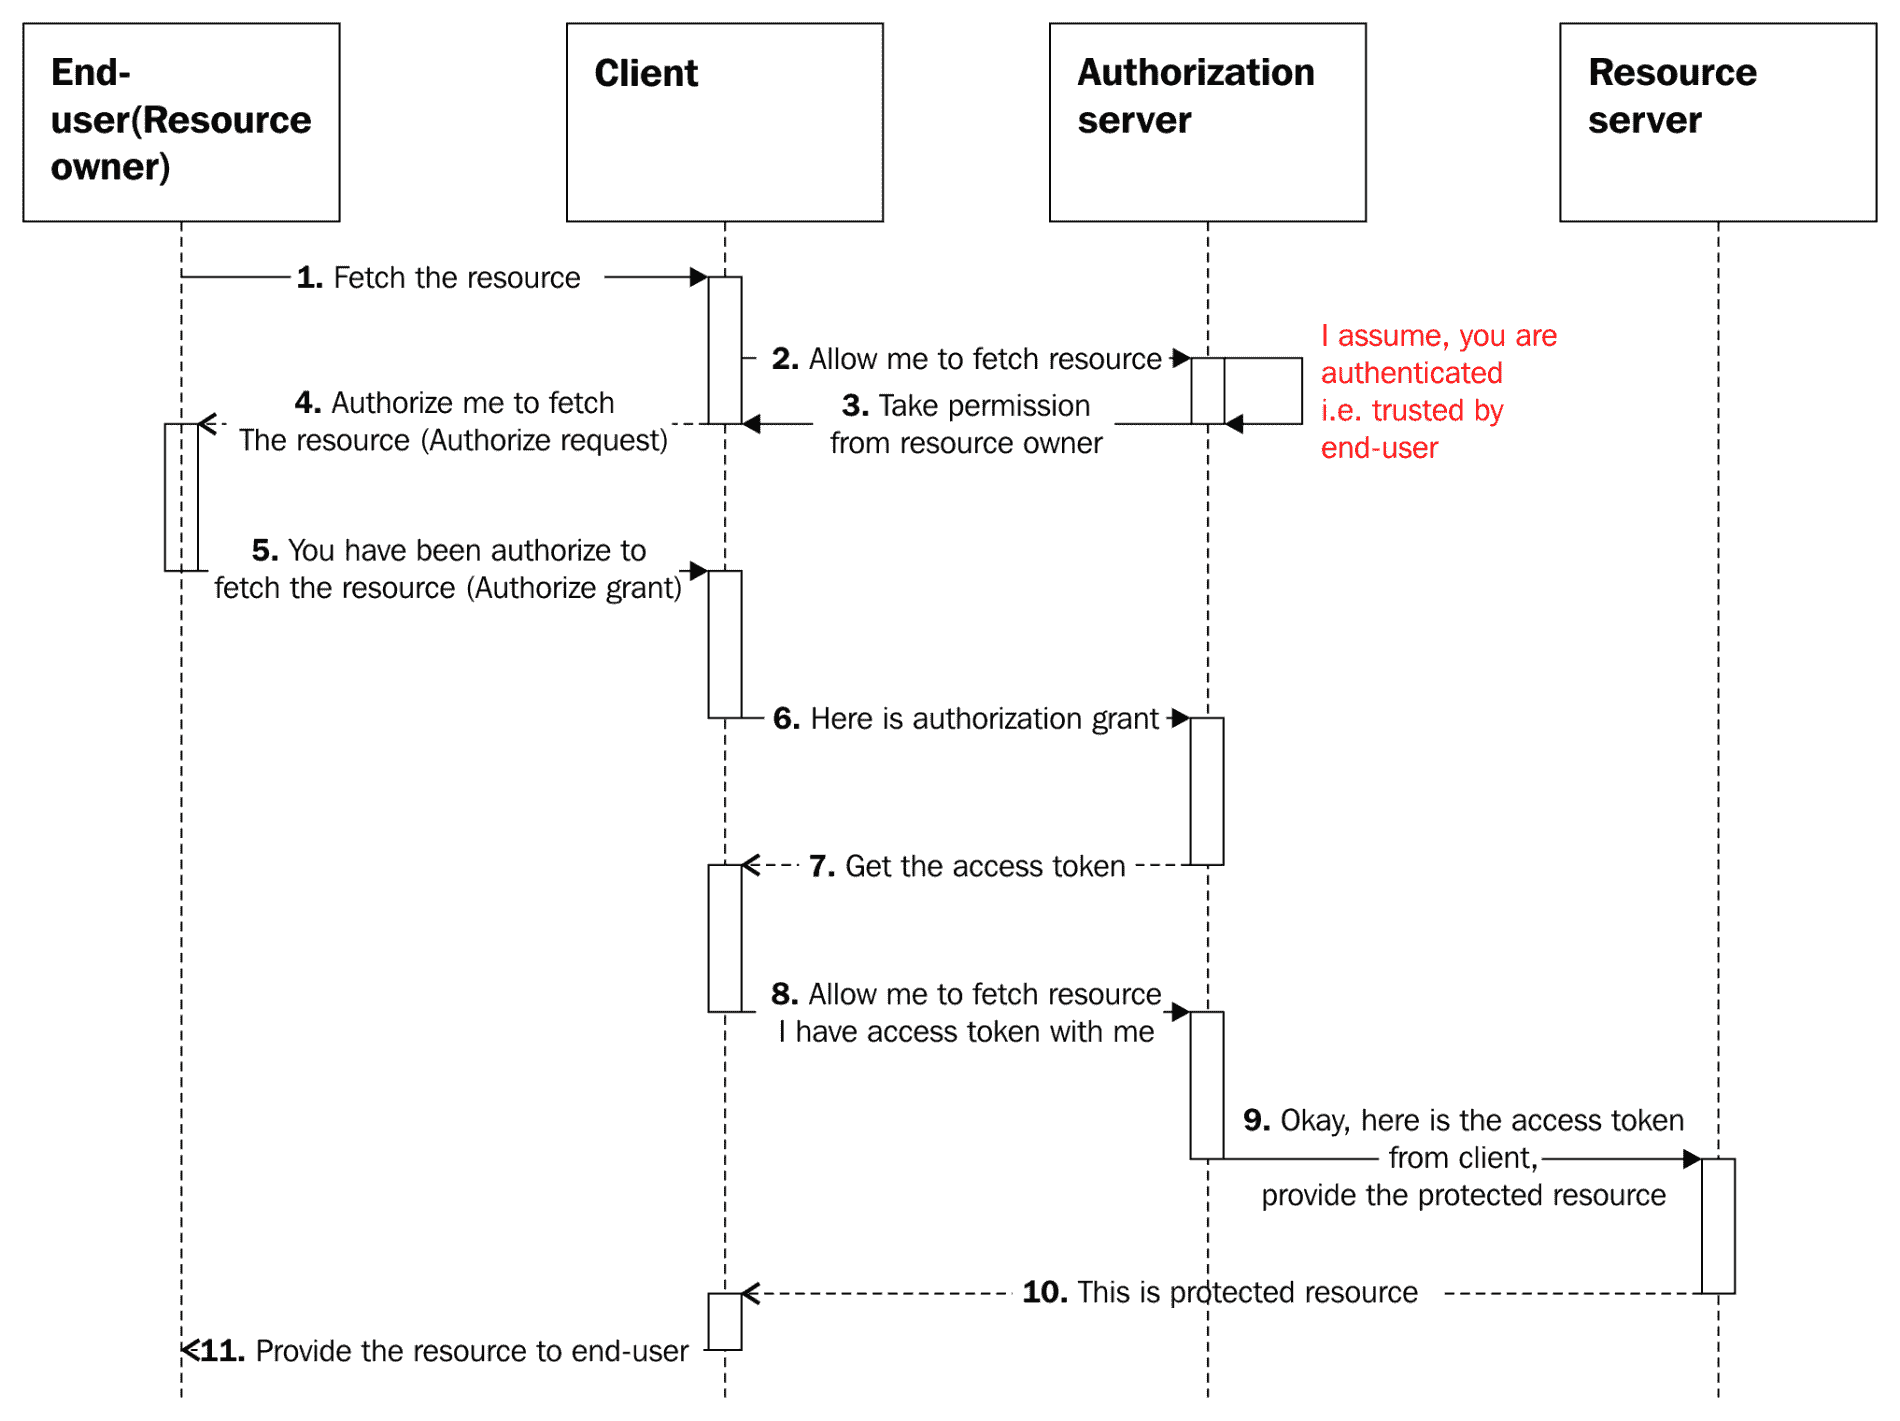 End-
user(Resource
owner)
Client
Authorization
server
Resource
server
1. Fetch the resource
2. Allow me to fetch resource
I assume, you are
authenticated
i.e. trusted by
end-user
3. Take permission
from resource owner
4. Authorize me to fetch
The resource (Authorize request)
5. You have been authorize to
fetch the resource (Authorize grant)
6. Here is authorization grant
7. Get the access token
8. Allow me to fetch resource
I have access token with me
9. Okay, here is the access token
from client,
provide the protected resource
10. This is protected resource
11. Provide the resource to end-user